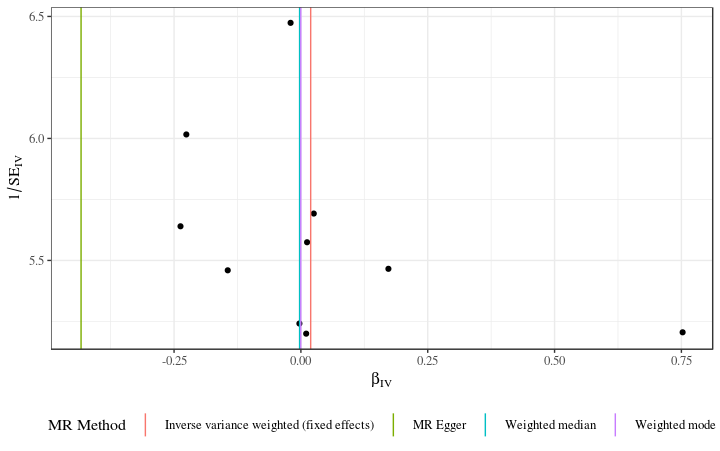 6.5
6.0
5.5
1/SE_IV
-0.25 0.00 0.25 0.50 0.75
β_IV
MR Method Inverse variance weighted (fixed effects) MR Egger Weighted median Weighted mode